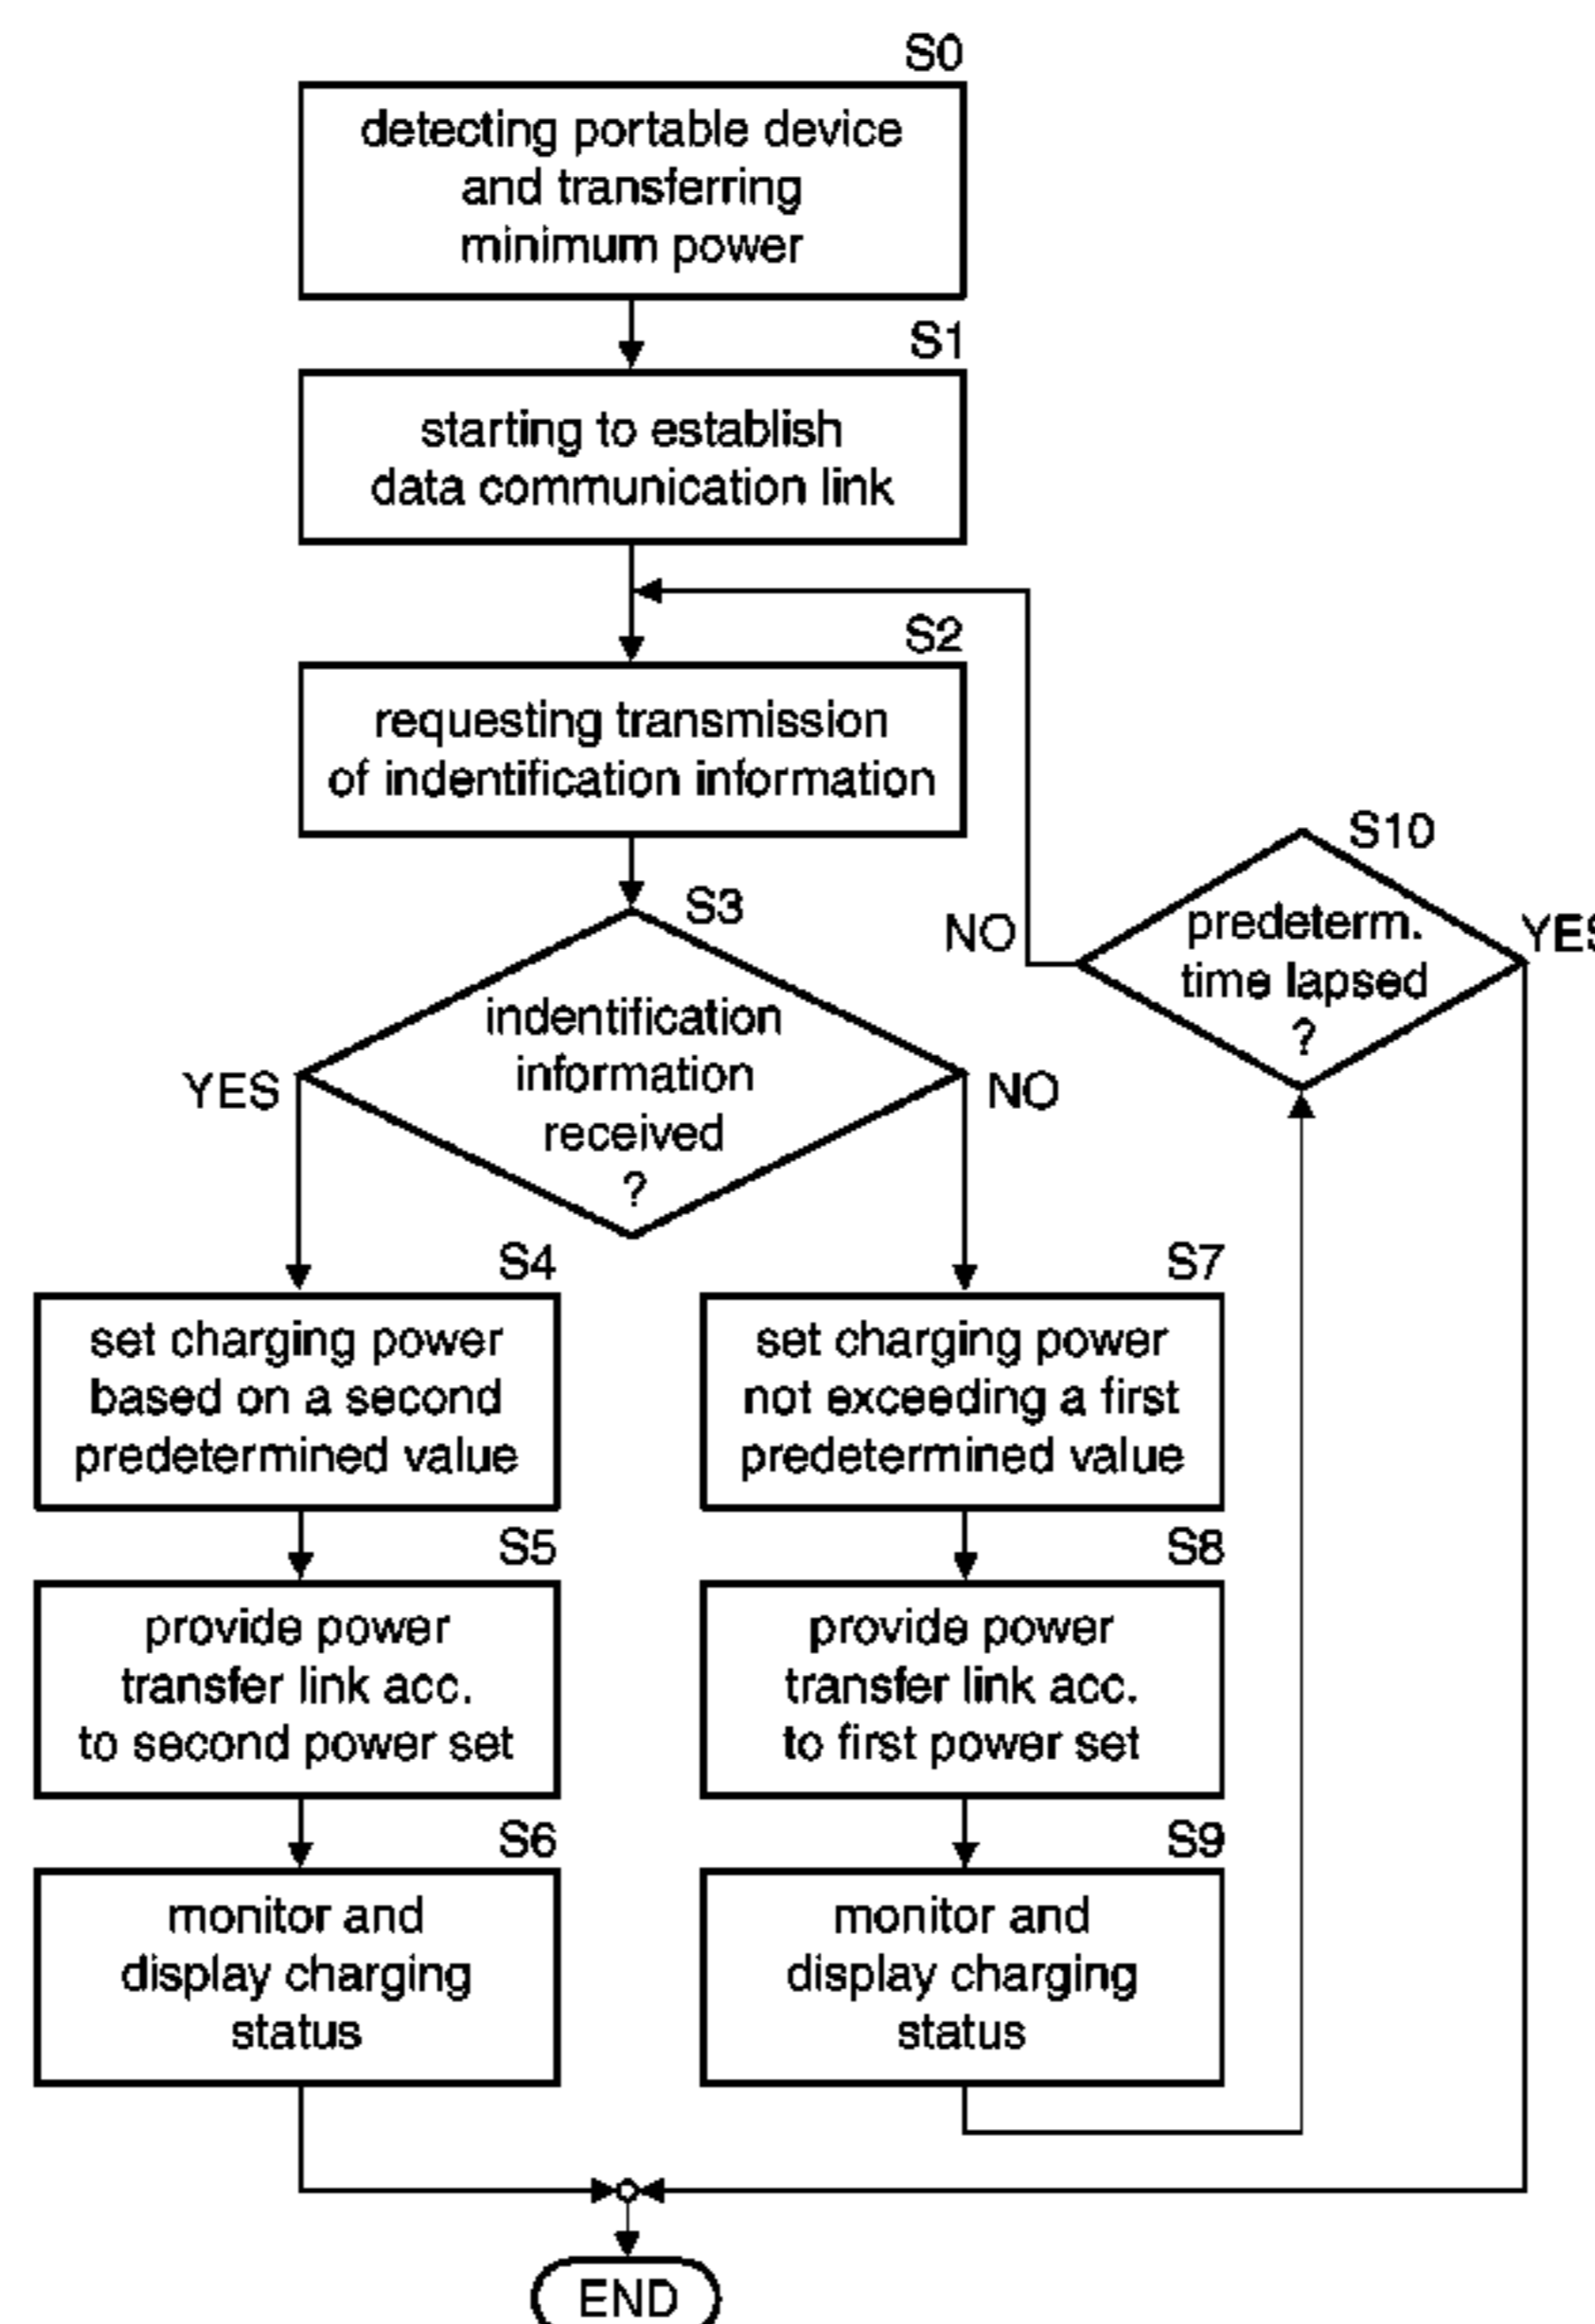 S0
detecting portable device
and transferring
minimum power
S1
starting to establish
data communication link
S2
requesting transmission
of indentification information
S3
indentification
information
received
?
YES
NO
S10
predeterm.
time lapsed
?
NO
YES
S4
set charging power
based on a second
predetermined value
S7
set charging power
not exceeding a first
predetermined value
S5
provide power
transfer link acc.
to second power set
S8
provide power
transfer link acc.
to first power set
S6
monitor and
display charging
status
S9
monitor and
display charging
status
END